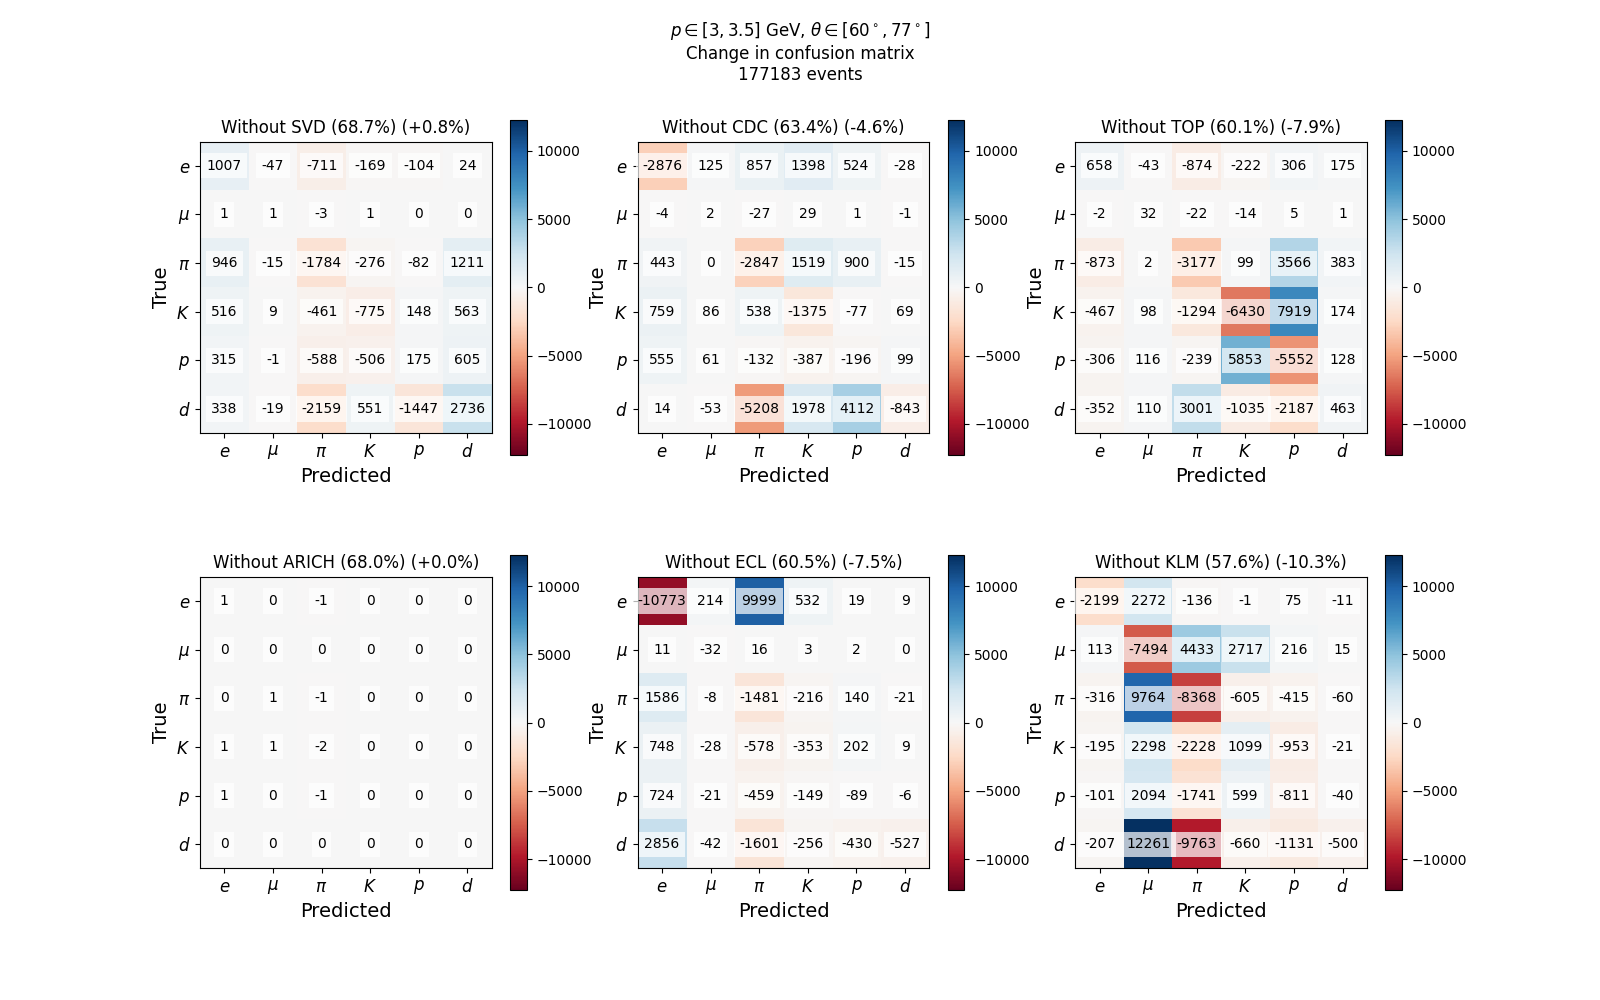 p ∈ [3, 3.5] GeV, θ ∈ [60°, 77°]
Change in confusion matrix
177183 events
Without SVD (68.7%) (+0.8%)
e 1007 -47 -711 -169 -104 24
μ 1 1 -3 1 0 0
π 946 -15 -1784 -276 -82 1211
K 516 9 -461 -775 148 563
p 315 -1 -588 -506 175 605
d 338 -19 -2159 551 -1447 2736
e μ π K p d
True
Predicted
10000
5000
0
−5000
−10000
Without CDC (63.4%) (-4.6%)
e -2876 125 857 1398 524 -28
μ -4 2 -27 29 1 -1
π 443 0 -2847 1519 900 -15
K 759 86 538 -1375 -77 69
p 555 61 -132 -387 -196 99
d 14 -53 -5208 1978 4112 -843
e μ π K p d
True
Predicted
10000
5000
0
−5000
−10000
Without TOP (60.1%) (-7.9%)
e 658 -43 -874 -222 306 175
μ -2 32 -22 -14 5 1
π -873 2 -3177 99 3566 383
K -467 98 -1294 -6430 7919 174
p -306 116 -239 5853 -5552 128
d -352 110 3001 -1035 -2187 463
e μ π K p d
True
Predicted
10000
5000
0
−5000
−10000
Without ARICH (68.0%) (+0.0%)
e 1 0 -1 0 0 0
μ 0 0 0 0 0 0
π 0 1 -1 0 0 0
K 1 1 -2 0 0 0
p 1 0 -1 0 0 0
d 0 0 0 0 0 0
e μ π K p d
True
Predicted
10000
5000
0
−5000
−10000
Without ECL (60.5%) (-7.5%)
e -10773 214 9999 532 19 9
μ 11 -32 16 3 2 0
π 1586 -8 -1481 -216 140 -21
K 748 -28 -578 -353 202 9
p 724 -21 -459 -149 -89 -6
d 2856 -42 -1601 -256 -430 -527
e μ π K p d
True
Predicted
10000
5000
0
−5000
−10000
Without KLM (57.6%) (-10.3%)
e -2199 2272 -136 -1 75 -11
μ 113 -7494 4433 2717 216 15
π -316 9764 -8368 -605 -415 -60
K -195 2298 -2228 1099 -953 -21
p -101 2094 -1741 599 -811 -40
d -207 12261 -9763 -660 -1131 -500
e μ π K p d
True
Predicted
10000
5000
0
−5000
−10000